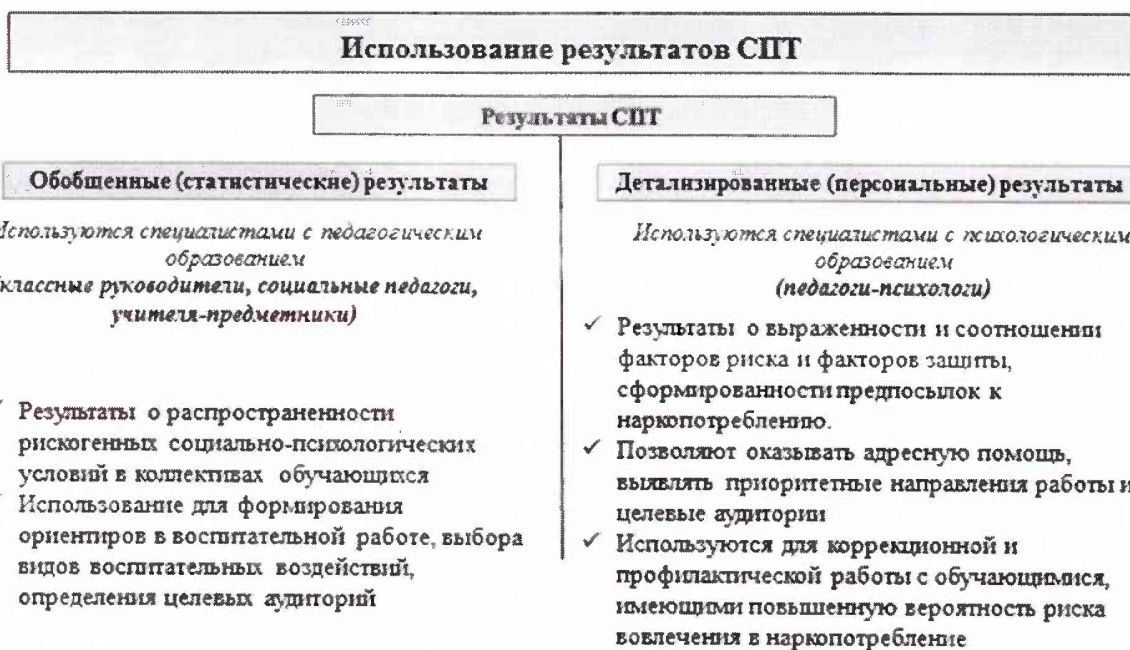 Использование результатов СПТ
Результаты СПТ
Обобщенные (статистические) результаты
Используются специалистами с педагогическим
образованием
(классные руководители, социальные педагоги,
учителя-предметники)
✓ Результаты о распространенности
рискогенных социально-психологических
условий в коллективах обучающихся
✓ Использование для формирования
ориентиров в воспитательной работе, выбора
видов воспитательных воздействий,
определения целевых аудиторий
Детализированные (персональные) результаты
Используются специалистами с психологическим
образованием
(педагоги-психологи)
✓ Результаты о выраженности и соотношении
факторов риска и факторов защиты,
сформированности предпосылок к
наркопотреблению.
✓ Позволяют оказывать адресную помощь,
выявлять приоритетные направления работы и
целевые аудитории
✓ Используются для коррекционной и
профилактической работы с обучающимися,
имеющими повышенную вероятность риска
вовлечения в наркопотребление